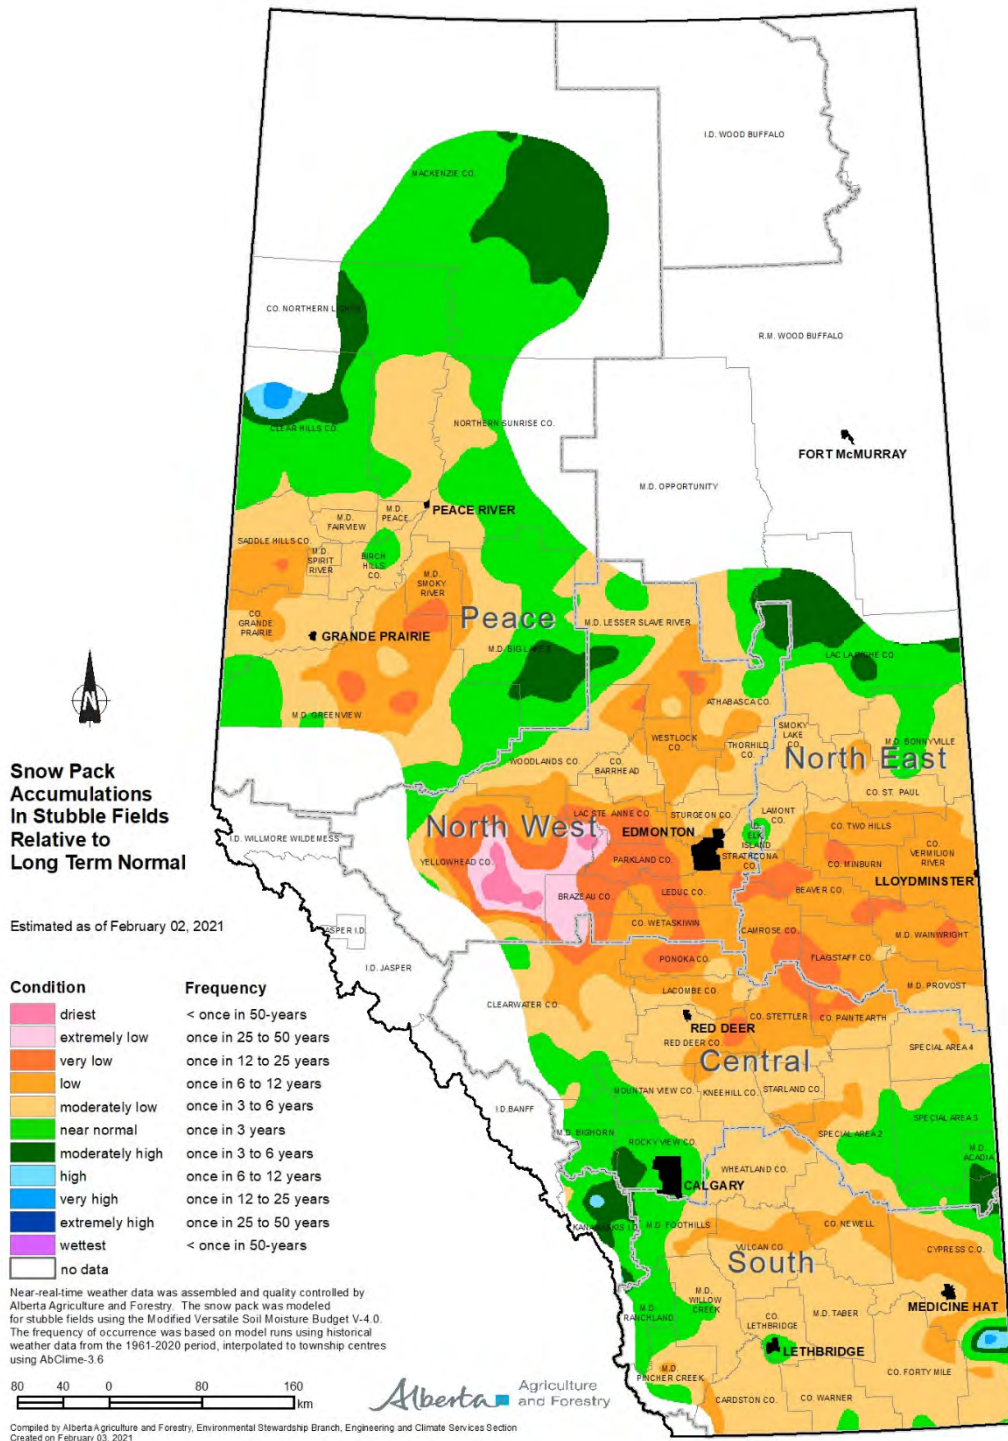 I.D. WOOD BUFFALO
MACKENZIE CO.
CO. NORTHERN LIGHTS
R.M. WOOD BUFFALO
CLEAR HILLS CO.
NORTHERN SUNRISE CO.
FORT McMURRAY
M.D. OPPORTUNITY
PEACE RIVER
M.D.
PEACE
M.D.
FAIRVIEW
SADDLE HILLS CO.
M.D.
SPIRIT
RIVER
BIRCH
HILLS
CO.
M.D.
SMOKY
RIVER
CO.
GRANDE
PRAIRIE
GRANDE PRAIRIE
Peace
M.D. LESSER SLAVE RIVER
M.D. BIG LAKES
LAC LA BICHE CO.
M.D. GREENVIEW
ATHABASCA CO.
SMOKY
LAKE
CO.
WESTLOCK
CO.
THORHILD
CO.
M.D. BONNYVILLE
North East
WOODLANDS CO.
CO.
BARRHEAD
CO. ST. PAUL
LAC STE. ANNE CO.
STURGEON CO.
LAMONT
CO.
North West
EDMONTON
I.D.
ELK
ISLAND
CO. TWO HILLS
I.D. WILLMORE WILDERNESS
YELLOWHEAD CO.
PARKLAND CO.
STRATHCONA
CO.
CO. MINBURN
CO.
VERMILION
RIVER
LLOYDMINSTER
BRAZEAU CO.
LEDUC CO.
BEAVER CO.
CO. WETASKIWIN
CAMROSE CO.
M.D. WAINWRIGHT
JASPER I.D.
I.D. JASPER
PONOKA CO.
FLAGSTAFF CO.
M.D. PROVOST
CLEARWATER CO.
LACOMBE CO.
RED DEER
CO. STETTLER
CO. PAINTEARTH
RED DEER CO.
SPECIAL AREA 4
Central
MOUNTAIN VIEW CO.
KNEEHILL CO.
STARLAND CO.
I.D. BANFF
M.D. BIGHORN
ROCKY VIEW CO.
SPECIAL AREA 2
SPECIAL AREA 3
M.D.
ACADIA
WHEATLAND CO.
CALGARY
KANANASKIS I.D.
M.D. FOOTHILLS
CO. NEWELL
VULCAN CO.
CYPRESS CO.
South
M.D.
WILLOW
CREEK
M.D.
RANCHLAND
CO.
LETHBRIDGE
M.D. TABER
MEDICINE HAT
LETHBRIDGE
M.D.
PINCHER CREEK
CO. FORTY MILE
CARDSTON CO.
CO. WARNER
N
Snow Pack
Accumulations
In Stubble Fields
Relative to
Long Term Normal
Estimated as of February 02, 2021
Condition Frequency
driest < once in 50-years
extremely low once in 25 to 50 years
very low once in 12 to 25 years
low once in 6 to 12 years
moderately low once in 3 to 6 years
near normal once in 3 years
moderately high once in 3 to 6 years
high once in 6 to 12 years
very high once in 12 to 25 years
extremely high once in 25 to 50 years
wettest < once in 50-years
no data
Near-real-time weather data was assembled and quality controlled by
Alberta Agriculture and Forestry. The snow pack was modeled
for stubble fields using the Modified Versatile Soil Moisture Budget V-4.0.
The frequency of occurrence was based on model runs using historical
weather data from the 1961-2020 period, interpolated to township centres
using AbClime-3.6
80 40 0 80 160
km
Alberta Agriculture
and Forestry
Compiled by Alberta Agriculture and Forestry, Environmental Stewardship Branch, Engineering and Climate Services Section
Created on February 03, 2021